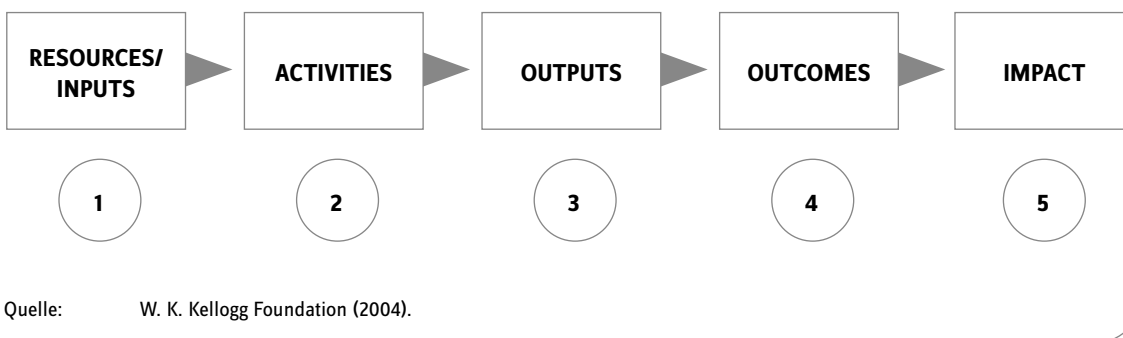 RESOURCES/
INPUTS
ACTIVITIES
OUTPUTS
OUTCOMES
IMPACT
1
2
3
4
5
Quelle: W. K. Kellogg Foundation (2004).